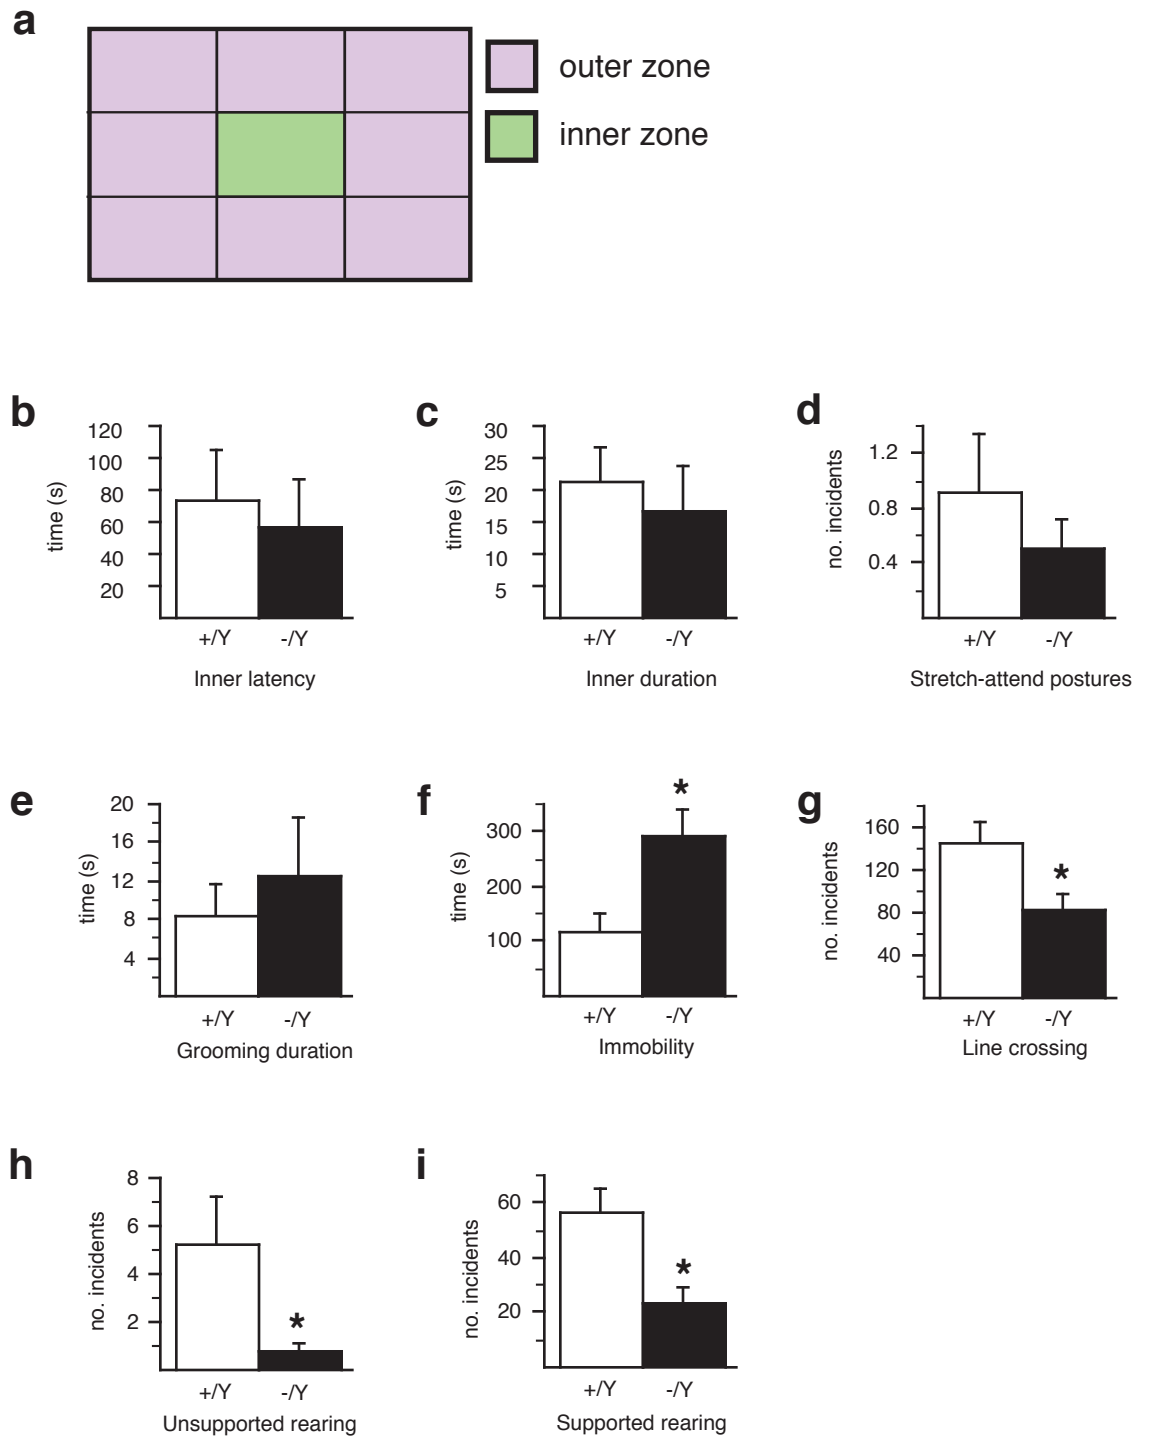 a
outer zone
inner zone
b
120
100
80
60
40
20
time (s)
+/Y -/Y
Inner latency
c
30
25
20
15
10
5
time (s)
+/Y -/Y
Inner duration
d
1.2
0.8
0.4
no. incidents
+/Y -/Y
Stretch-attend postures
e
20
16
12
8
4
time (s)
+/Y -/Y
Grooming duration
f
300
200
100
time (s)
*
+/Y -/Y
Immobility
g
160
120
80
40
no. incidents
*
+/Y -/Y
Line crossing
h
8
6
4
2
no. incidents
*
+/Y -/Y
Unsupported rearing
i
60
40
20
no. incidents
*
+/Y -/Y
Supported rearing